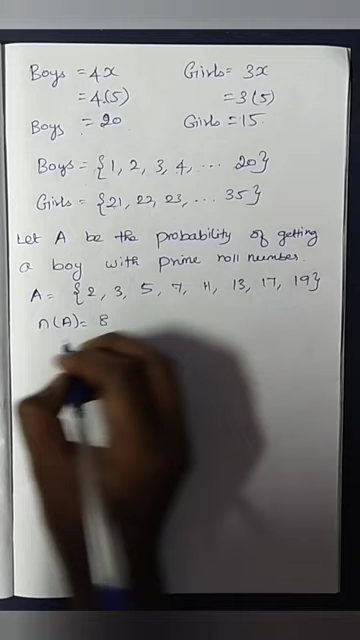 Boys = 4x Girls = 3x
= 4(5) = 3(5)
Boys = 20 Girls = 15.
Boys = {1, 2, 3, 4, ... 20}
Girls = {21, 22, 23, ... 35}
Let A be the probability of getting
a boy with prime roll number.
A = {2, 3, 5, 7, 11, 13, 17, 19}
n(A) = 8